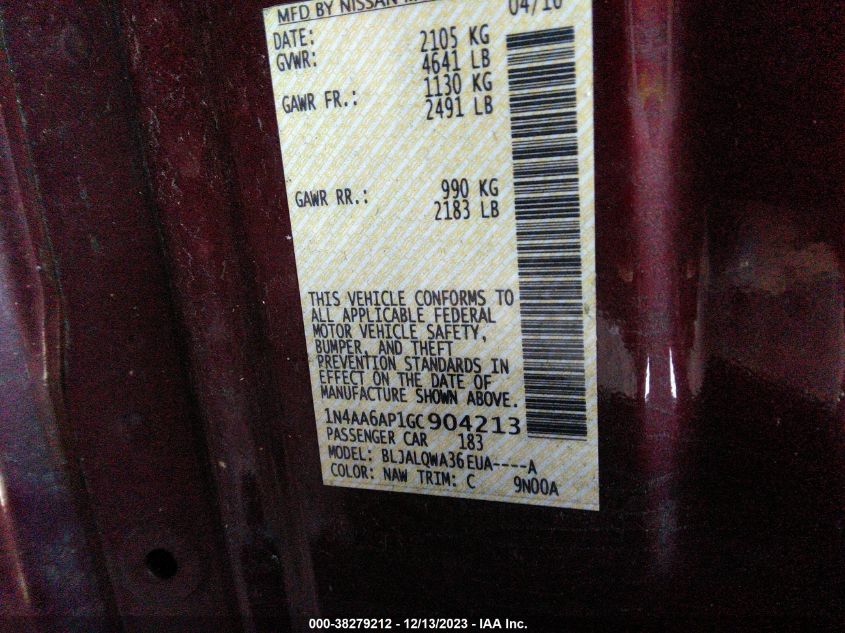 MFD BY NISSAN
DATE: 04/16
GVWR: 2105 KG
4641 LB
GAWR FR.: 1130 KG
2491 LB
GAWR RR.: 990 KG
2183 LB
THIS VEHICLE CONFORMS TO
ALL APPLICABLE FEDERAL
MOTOR VEHICLE SAFETY,
BUMPER, AND THEFT
PREVENTION STANDARDS IN
EFFECT ON THE DATE OF
MANUFACTURE SHOWN ABOVE.
1N4AA6AP1GC904213
PASSENGER CAR 183
MODEL: BLJALQWA36EUA----A
COLOR: NAW TRIM: C 9N00A
000-38279212 - 12/13/2023 - IAA Inc.